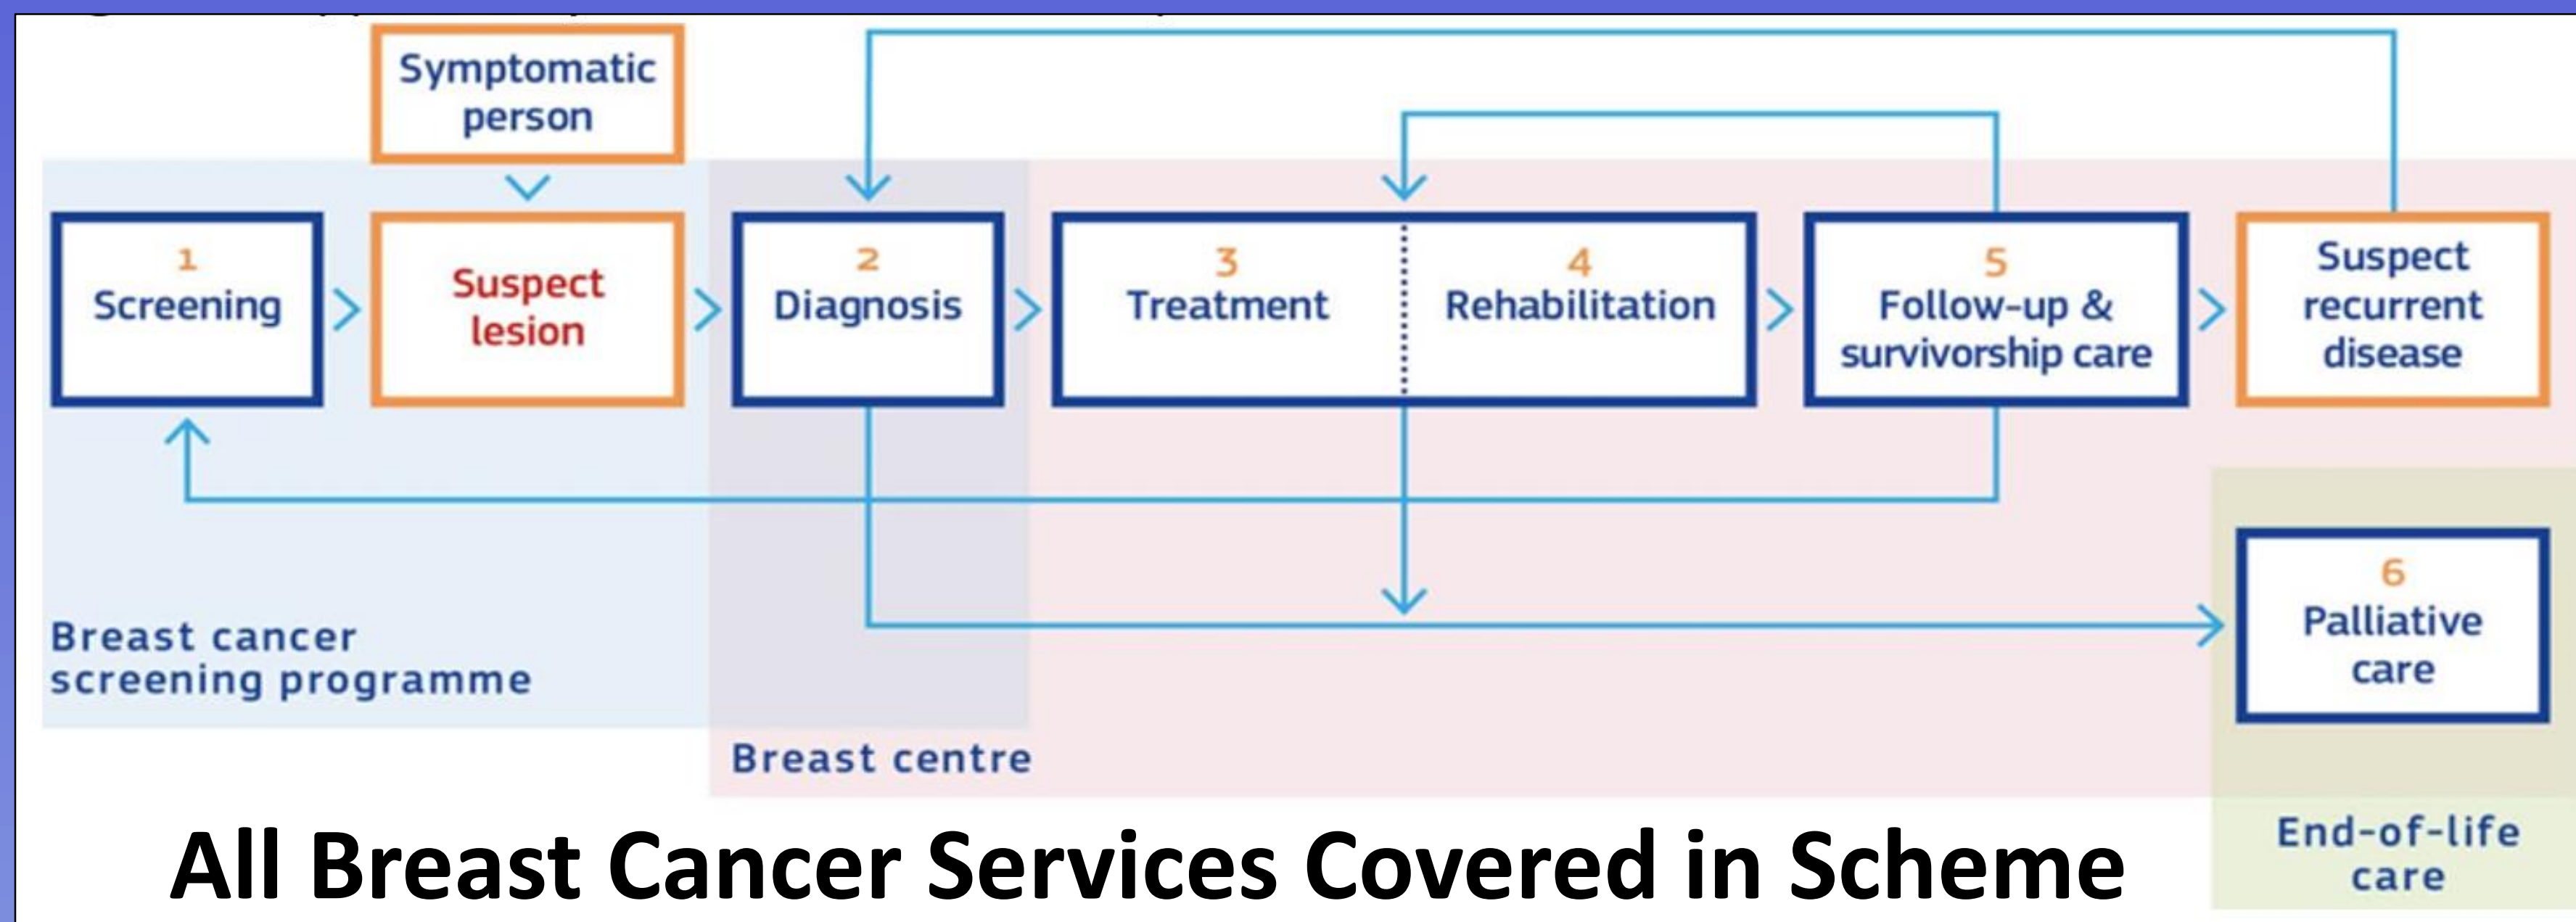 Symptomatic
person
1
Screening
Suspect
lesion
2
Diagnosis
3
Treatment
4
Rehabilitation
5
Follow-up &
survivorship care
Suspect
recurrent
disease
6
Palliative
care
Breast cancer
screening programme
Breast centre
End-of-life
care
All Breast Cancer Services Covered in Scheme